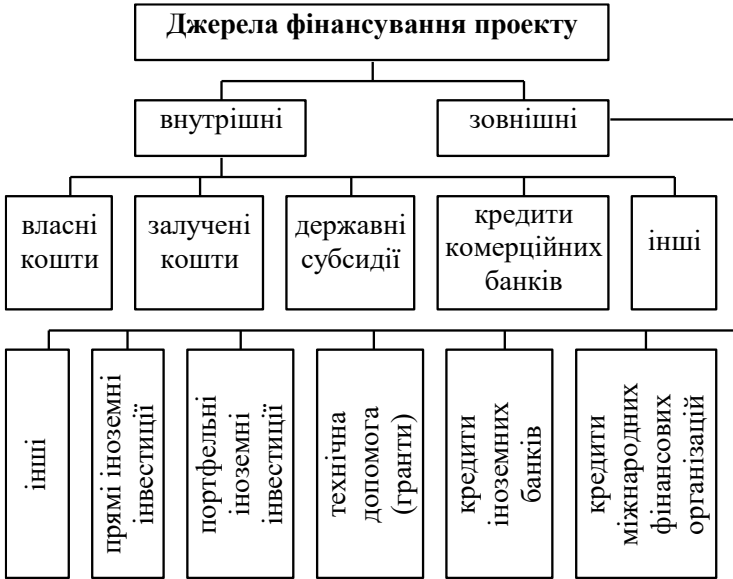 Джерела фінансування проекту
внутрішні
зовнішні
власні
кошти
залучені
кошти
державні
субсидії
кредити
комерційних
банків
інші
інші
прямі іноземні
інвестиції
портфельні
іноземні
інвестиції
технічна
допомога
(гранти)
кредити
іноземних
банків
кредити
міжнародних
фінансових
організацій